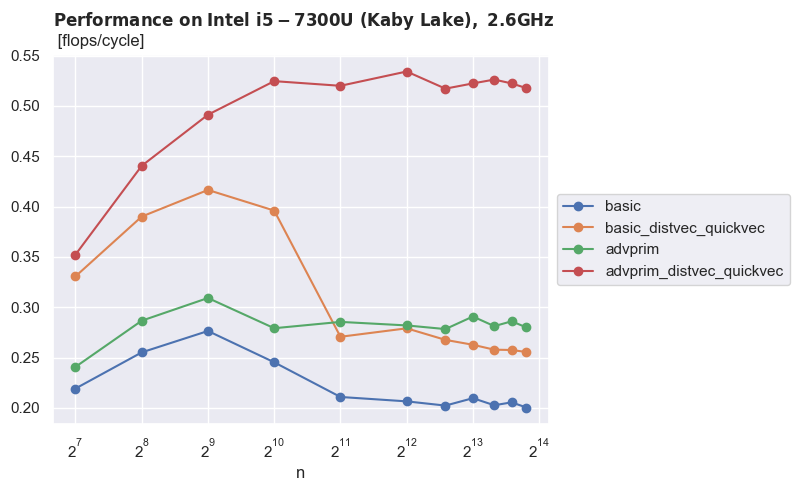 Performance on Intel i5−7300U (Kaby Lake), 2.6GHz
[flops/cycle]
0.55
0.50
0.45
0.40
0.35
0.30
0.25
0.20
2^7 2^8 2^9 2^10 2^11 2^12 2^13 2^14
n
basic
basic_distvec_quickvec
advprim
advprim_distvec_quickvec